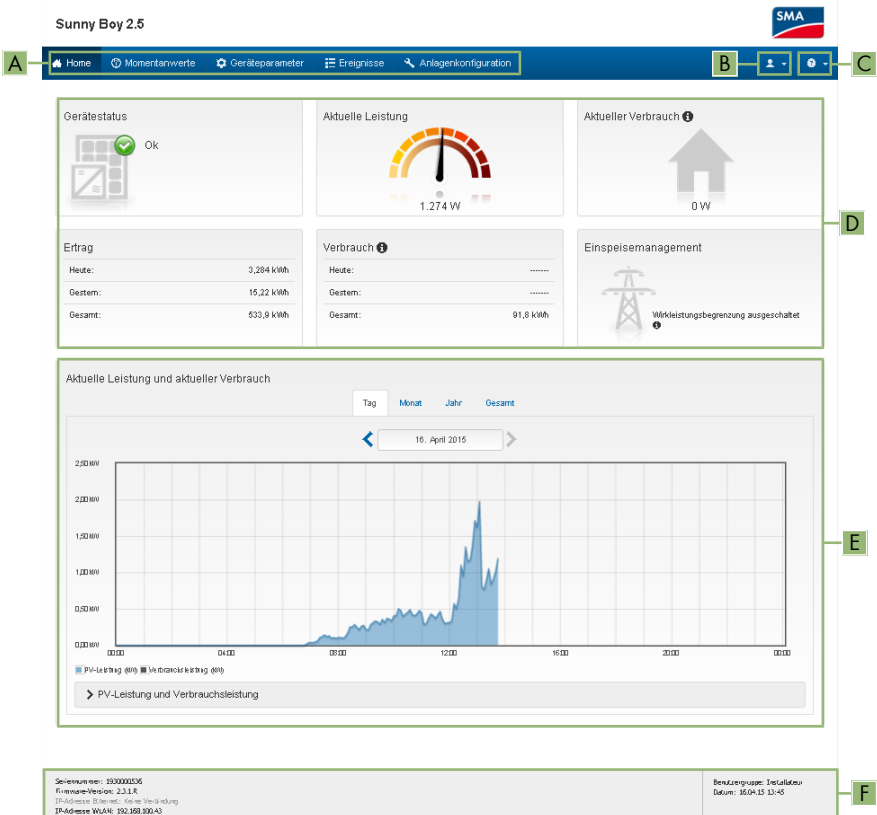 Sunny Boy 2.5
SMA
A
Home Momentanwerte Geräteparameter Ereignisse Anlagenkonfiguration
B
C
Gerätestatus
Ok
Aktuelle Leistung
1.274 W
Aktueller Verbrauch
0 W
D
Ertrag
Heute: 3,284 kWh
Gestern: 15,22 kWh
Gesamt: 533,9 kWh
Verbrauch
Heute: -------
Gestern: -------
Gesamt: 91,8 kWh
Einspeisemanagement
Wirkleistungsbegrenzung ausgeschaltet
Aktuelle Leistung und aktueller Verbrauch
Tag Monat Jahr Gesamt
16. April 2015
2,50 kW
2,00 kW
1,50 kW
1,00 kW
0,50 kW
0,00 kW
00:00 04:00 08:00 12:00 16:00 20:00 00:00
PV-Leistung (kW) Verbrauchsleistung (kW)
PV-Leistung und Verbrauchsleistung
E
Seriennummer: 1930000536
Firmware-Version: 2.3.1.R
IP-Adresse Ethernet: Keine Verbindung
IP-Adresse WLAN: 192.168.100.43
Benutzergruppe: Installateur
Datum: 16.04.15 13:45
F